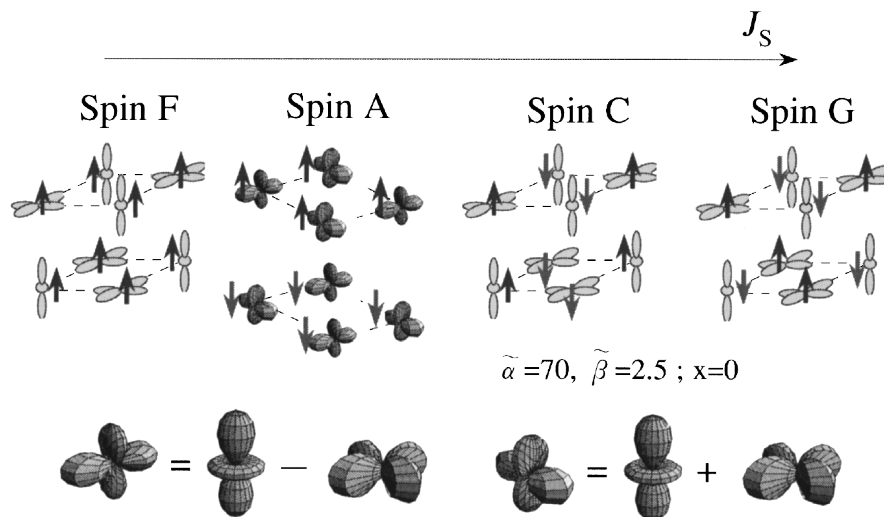 J_S
Spin F Spin A Spin C Spin G
α̃ =70, β̃ =2.5 ; x=0
= − = +